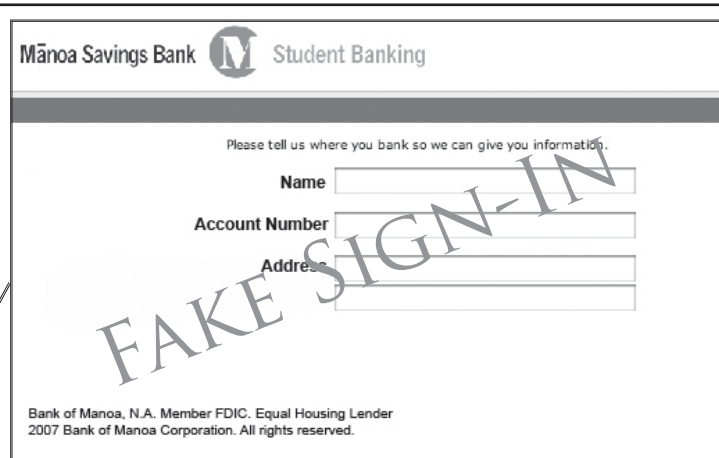 Mānoa Savings Bank M Student Banking
Please tell us where you bank so we can give you information.
Name
Account Number
Address
FAKE SIGN-IN
Bank of Manoa, N.A. Member FDIC. Equal Housing Lender
2007 Bank of Manoa Corporation. All rights reserved.